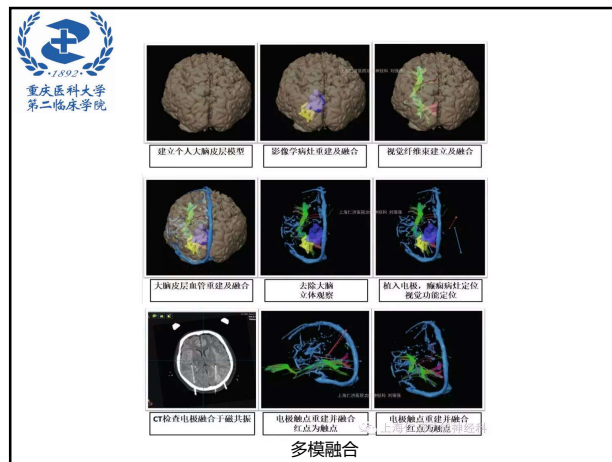 ·1892·
重庆医科大学
第二临床学院
建立个人大脑皮层模型
影像学病灶重建及融合
视觉纤维束建立及融合
大脑皮层血管重建及融合
去除大脑
立体观察
植入电极，癫痫病灶定位
视觉功能定位
CT检查电极融合于磁共振
电极触点重建并融合
红点为触点
电极触点重建并融合
红点为触点
多模融合